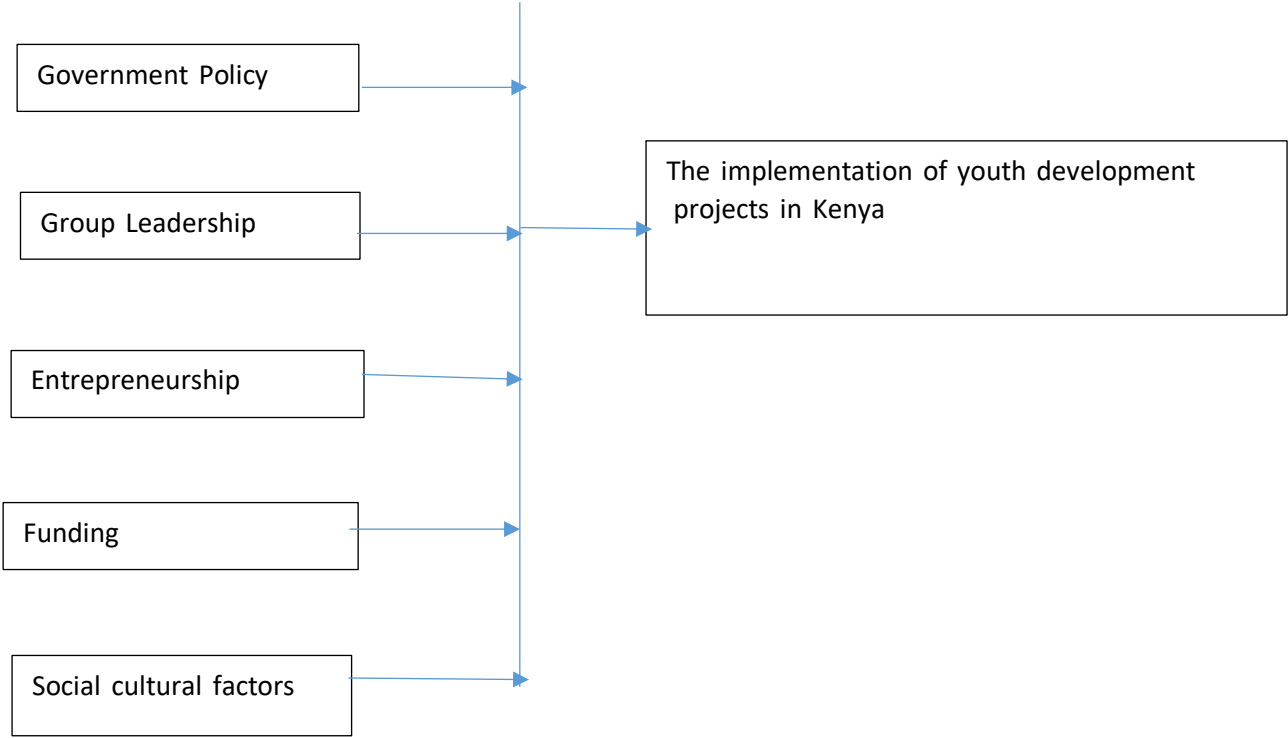 Government Policy
Group Leadership
Entrepreneurship
Funding
Social cultural factors
The implementation of youth development
projects in Kenya